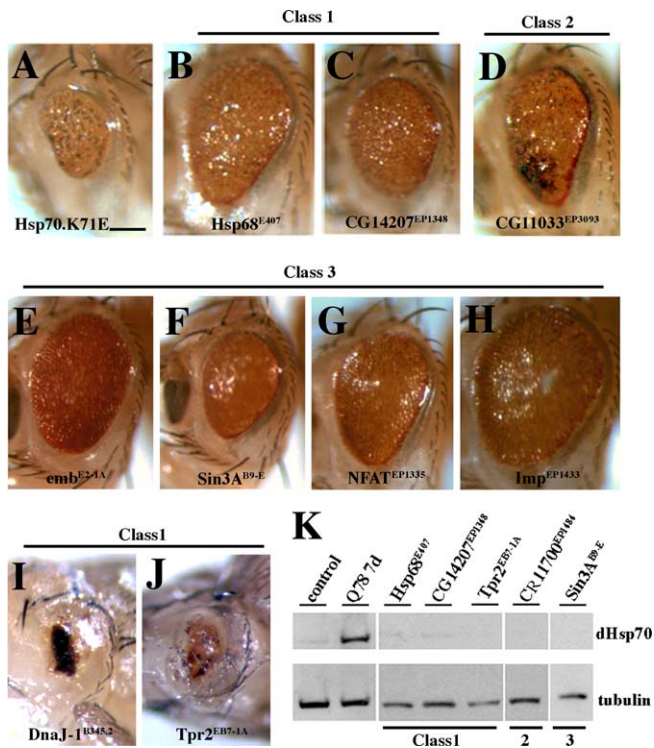 Class 1
Class 2
A
B
C
D
Hsp70.K71E
Hsp68E407
CG14207EP1348
CG11033EP3093
Class 3
E
F
G
H
embE2-1A
Sin3AB9-E
NFATEP1335
ImpEP1433
Class1
I
J
DnaJ-1B345.2
Tpr2EB7-1A
K
control
Q78 7d
Hsp68E407
CG14207EP1348
Tpr2EB7-1A
CR11700EP1484
Sin3AB9-E
dHsp70
tubulin
Class1
2
3